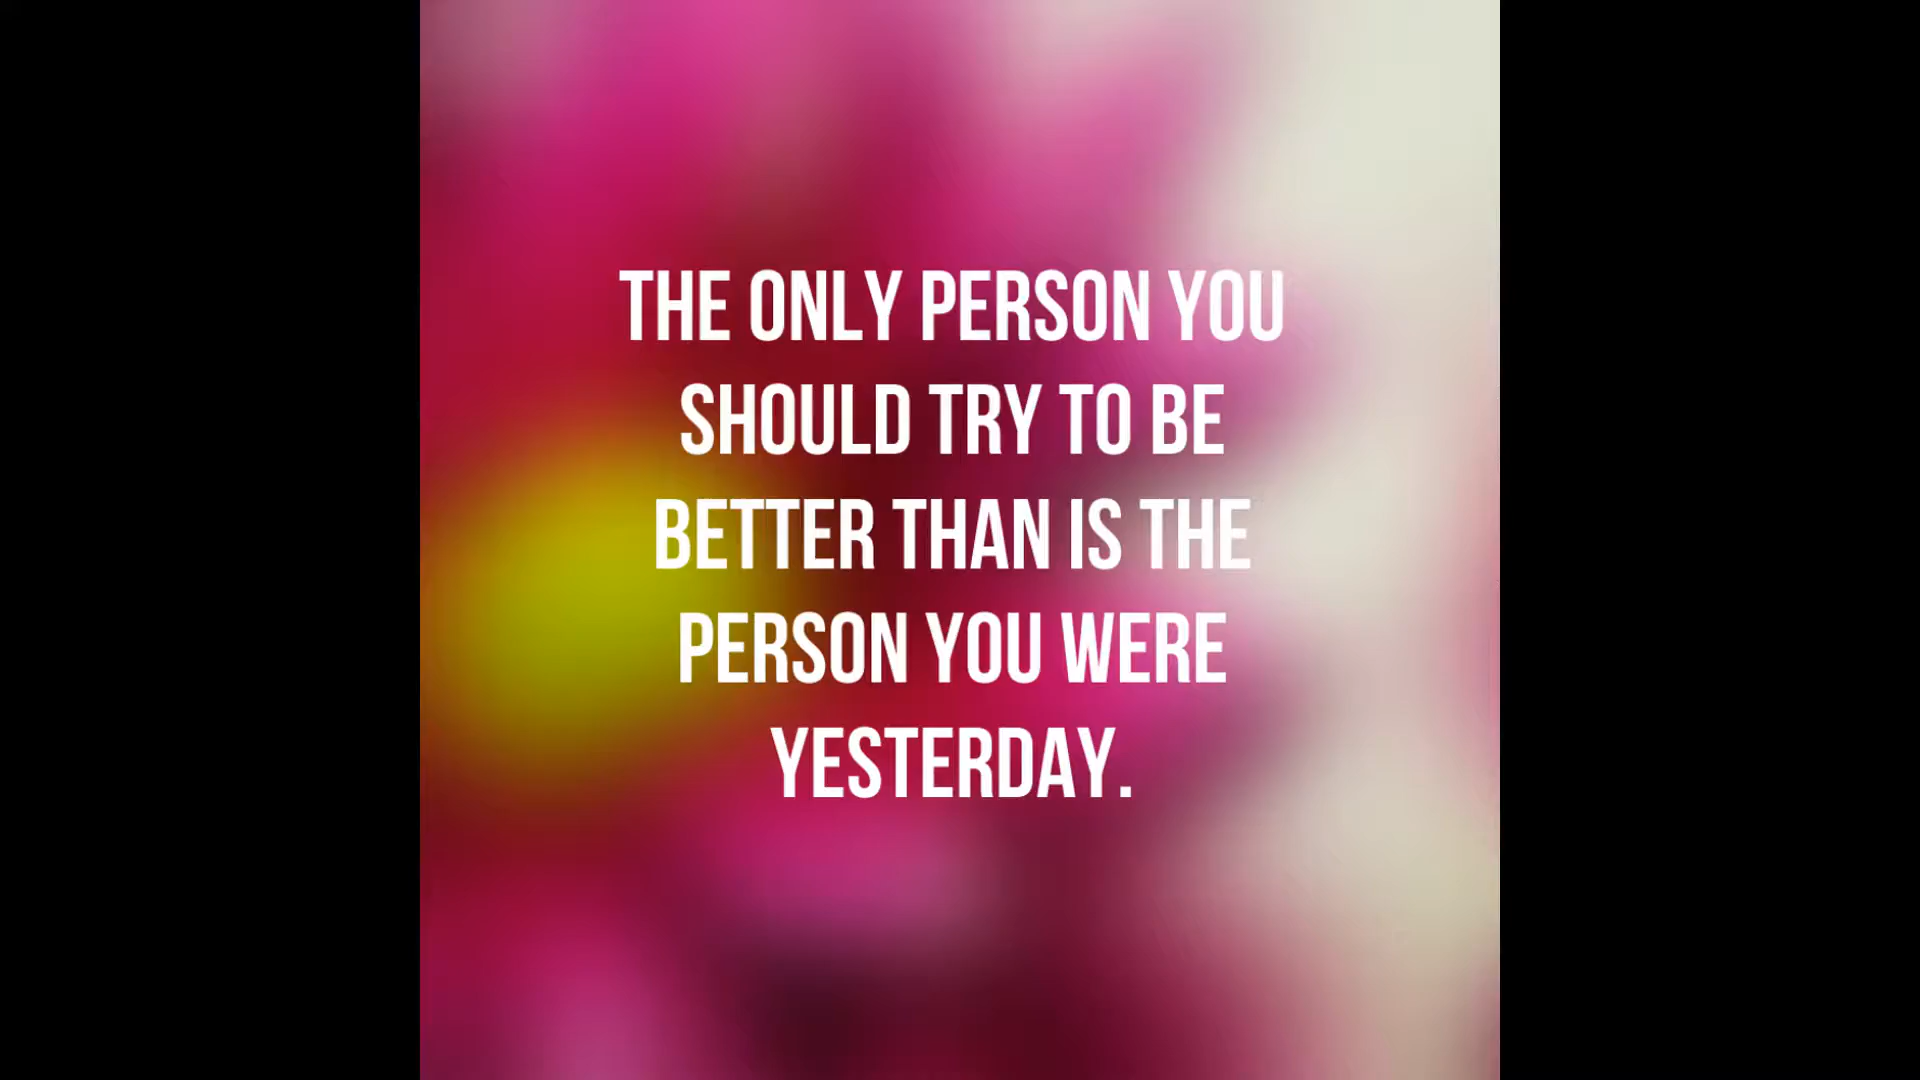 THE ONLY PERSON YOU
SHOULD TRY TO BE
BETTER THAN IS THE
PERSON YOU WERE
YESTERDAY.